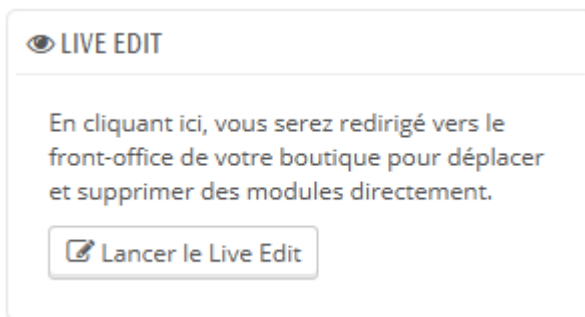 LIVE EDIT
En cliquant ici, vous serez redirigé vers le
front-office de votre boutique pour déplacer
et supprimer des modules directement.
Lancer le Live Edit